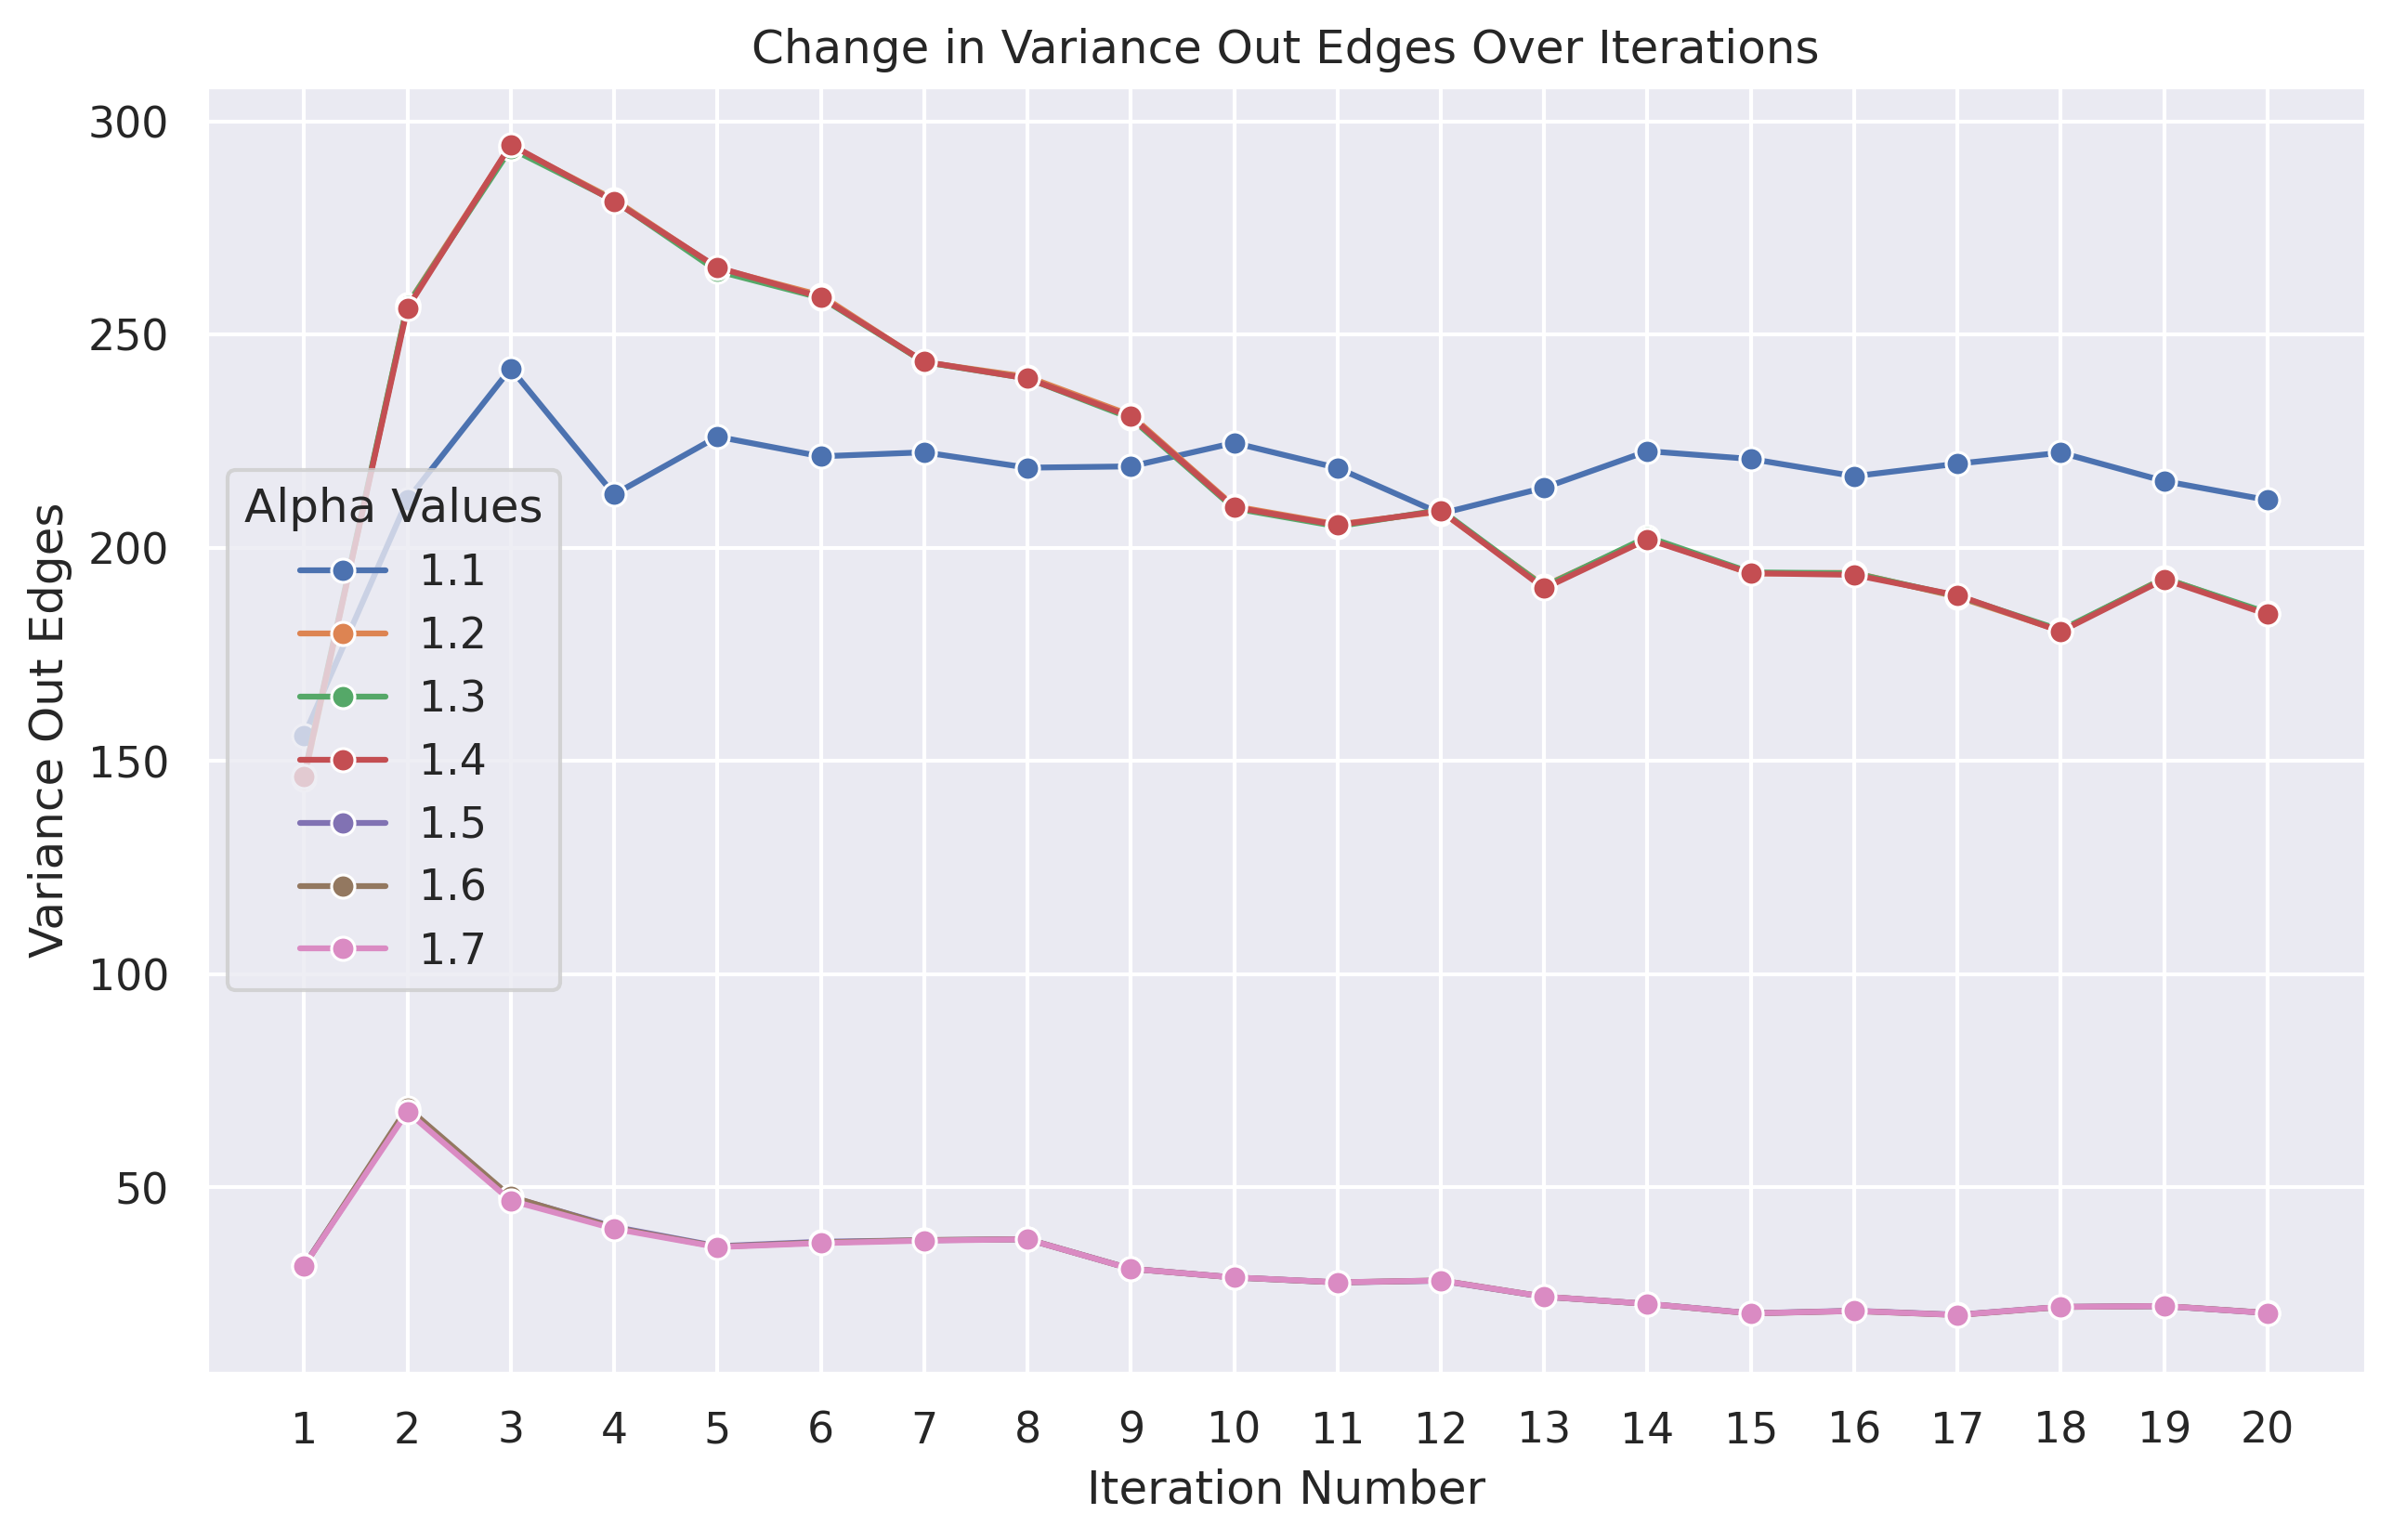 Change in Variance Out Edges Over Iterations
300
250
200
150
100
50
Variance Out Edges
Alpha Values
1.1
1.2
1.3
1.4
1.5
1.6
1.7
1 2 3 4 5 6 7 8 9 10 11 12 13 14 15 16 17 18 19 20
Iteration Number